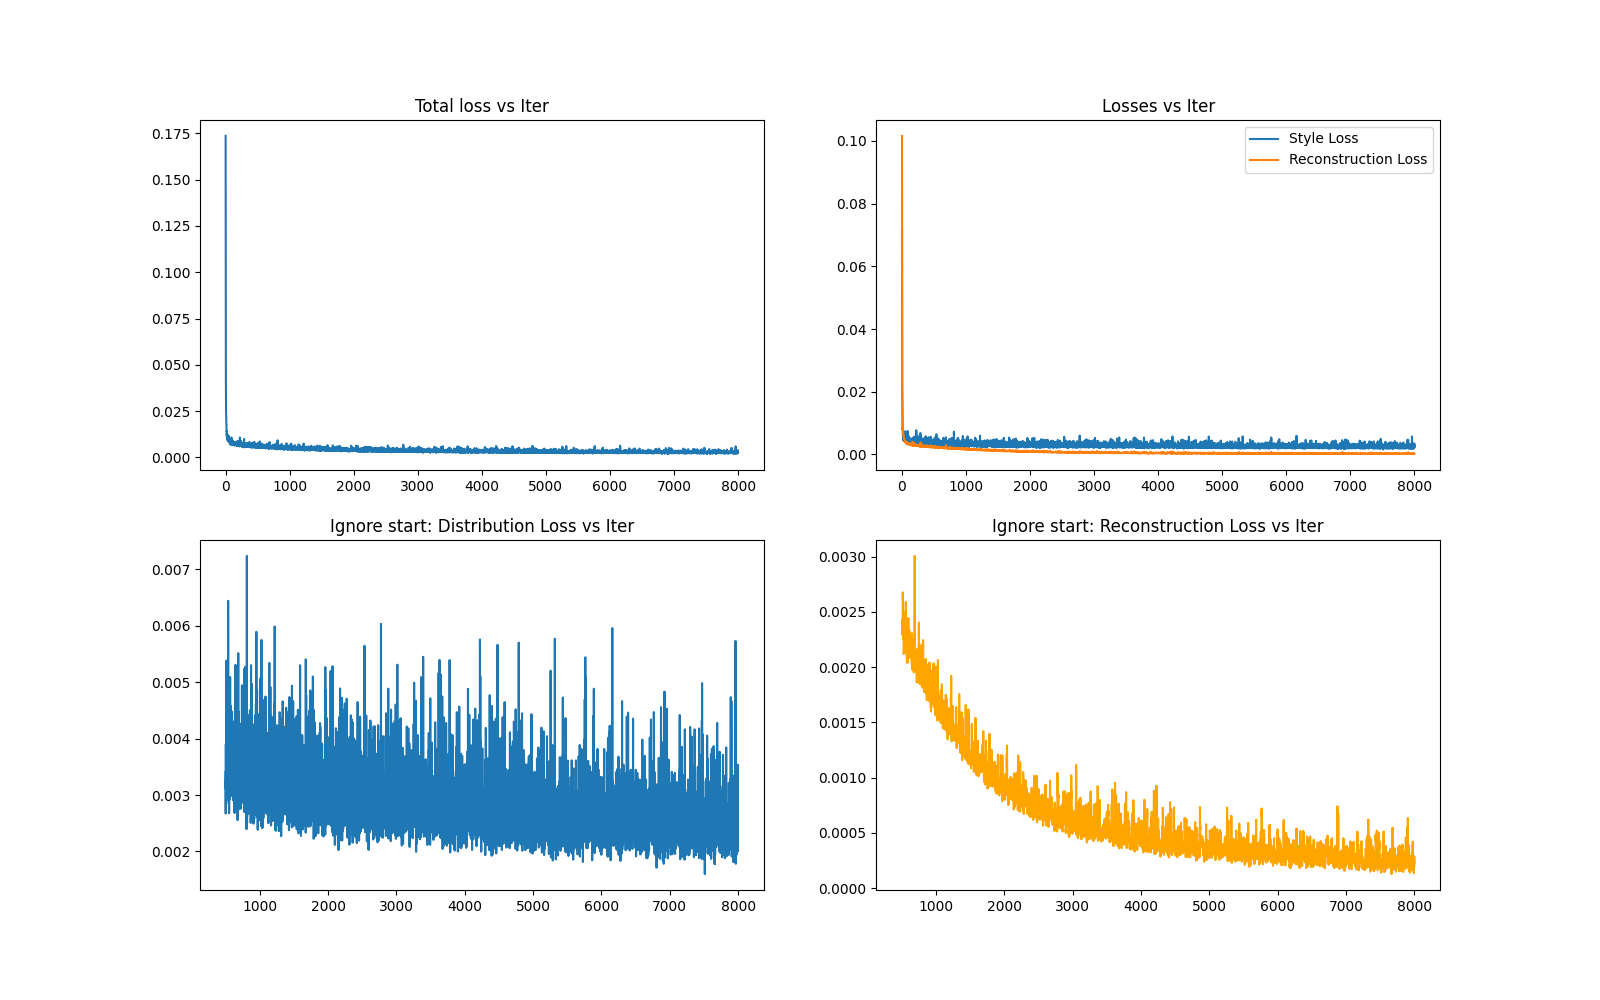 Total loss vs Iter
0.175
0.150
0.125
0.100
0.075
0.050
0.025
0.000
0 1000 2000 3000 4000 5000 6000 7000 8000
Losses vs Iter
Style Loss
Reconstruction Loss
0.10
0.08
0.06
0.04
0.02
0.00
0 1000 2000 3000 4000 5000 6000 7000 8000
Ignore start: Distribution Loss vs Iter
0.007
0.006
0.005
0.004
0.003
0.002
1000 2000 3000 4000 5000 6000 7000 8000
Ignore start: Reconstruction Loss vs Iter
0.0030
0.0025
0.0020
0.0015
0.0010
0.0005
0.0000
1000 2000 3000 4000 5000 6000 7000 8000